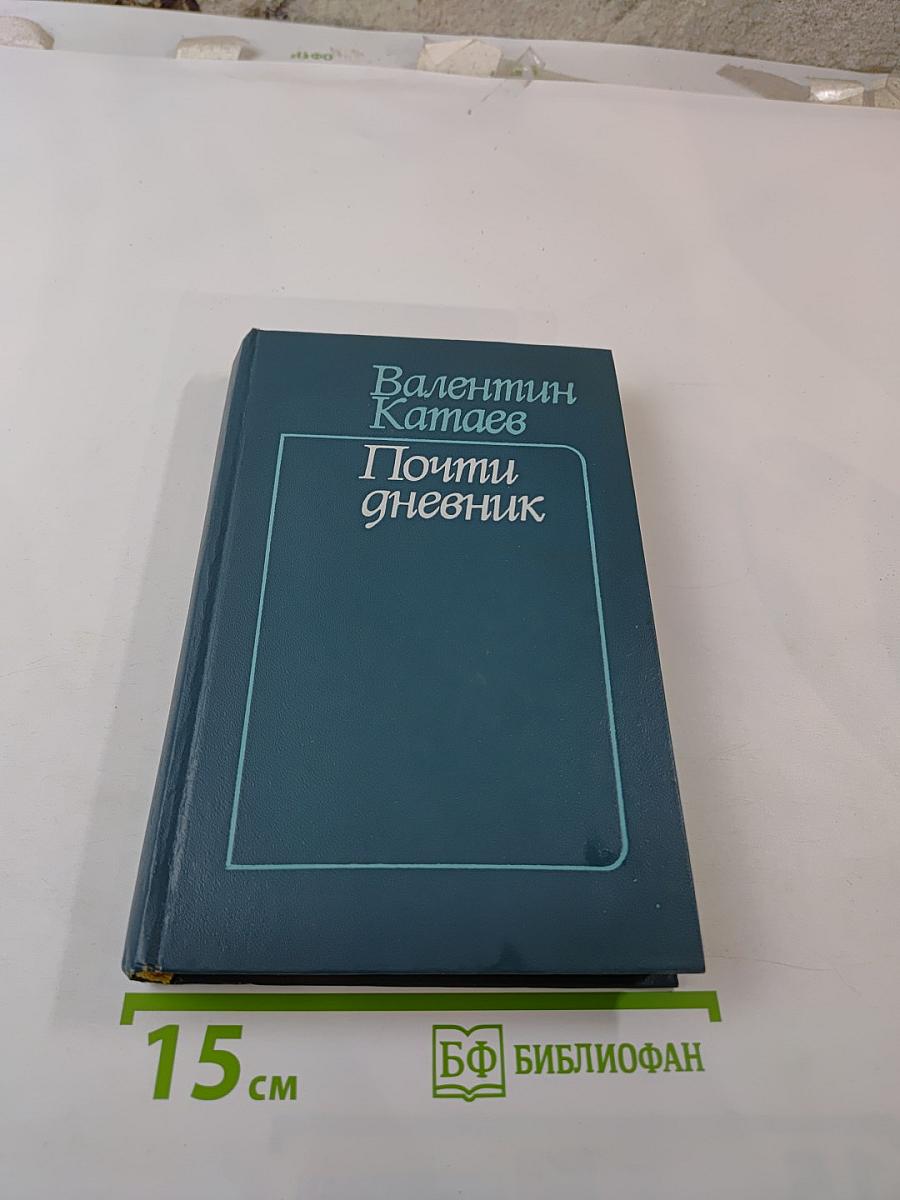 Валентин
Катаев
Почти
дневник
15 см
БФ БИБЛИОФАН